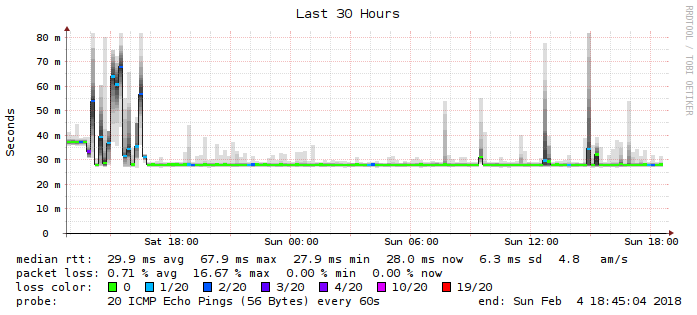 Last 30 Hours
RRDTOOL / TOBI OETIKER
Seconds
80 m
70 m
60 m
50 m
40 m
30 m
20 m
10 m
0
Sat 18:00 Sun 00:00 Sun 06:00 Sun 12:00 Sun 18:00
median rtt: 29.9 ms avg 67.9 ms max 27.9 ms min 28.0 ms now 6.3 ms sd 4.8 am/s
packet loss: 0.71 % avg 16.67 % max 0.00 % min 0.00 % now
loss color: 0 1/20 2/20 3/20 4/20 10/20 19/20
probe: 20 ICMP Echo Pings (56 Bytes) every 60s end: Sun Feb 4 18:45:04 2018